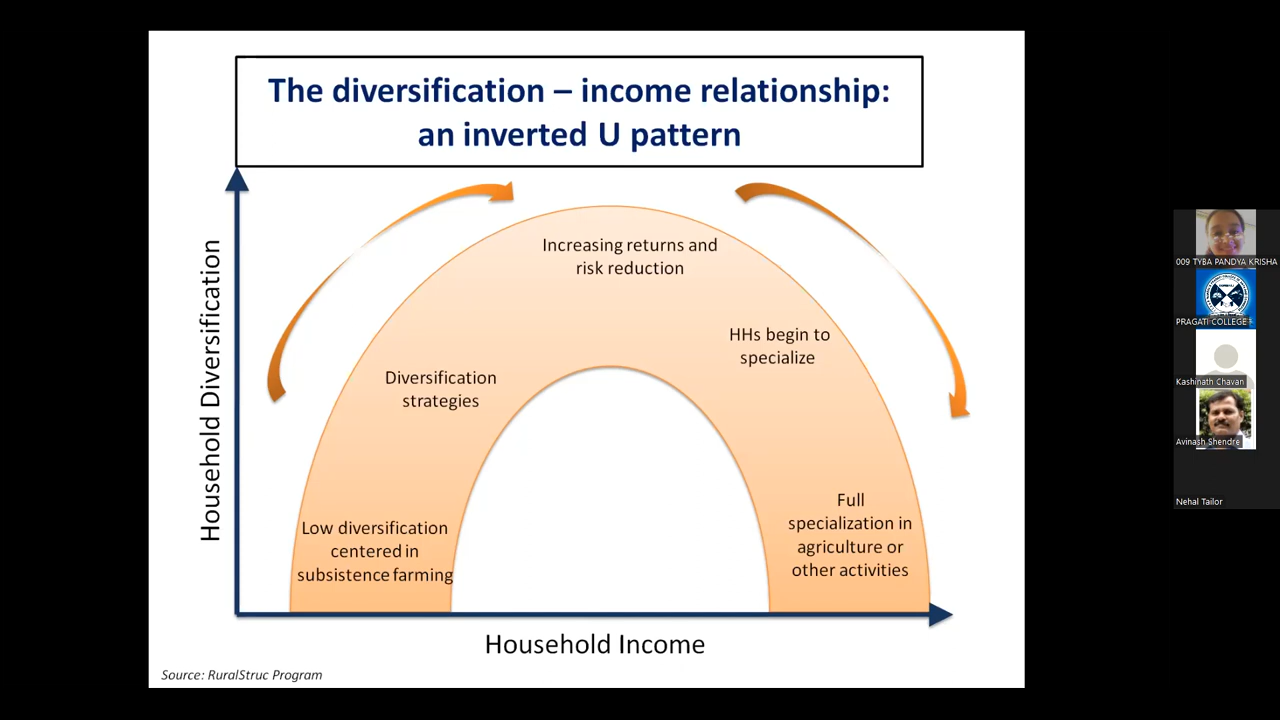 The diversification – income relationship:
an inverted U pattern
Increasing returns and
risk reduction
HHs begin to
specialize
Diversification
strategies
Full
specialization in
agriculture or
other activities
Low diversification
centered in
subsistence farming
Household Diversification
Household Income
Source: RuralStruc Program
009 TYBA PANDYA KRISHA
PRAGATI COLLEGE
Kashinath Chavan
Avinash Shendre
Nehal Tailor